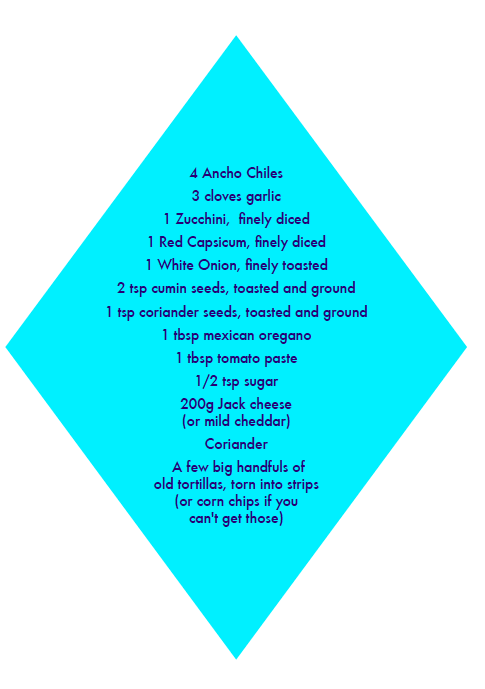 4 Ancho Chiles
3 cloves garlic
1 Zucchini,  finely diced
1 Red Capsicum, finely diced
1 White Onion, finely toasted
2 tsp cumin seeds, toasted and ground
1 tsp coriander seeds, toasted and ground
1 tbsp mexican oregano
1 tbsp tomato paste
1/2 tsp sugar
200g Jack cheese
(or mild cheddar)
Coriander
A few big handfuls of
old tortillas, torn into strips
(or corn chips if you
can't get those)